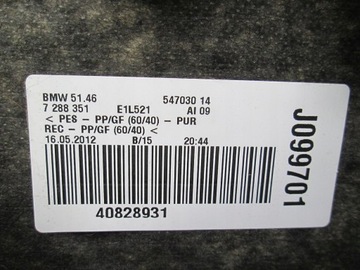 BMW 51.46 547030 14
7 288 351 E1L521 AI 09
< PES - PP/GF (60/40) - PUR
REC - PP/GF (60/40) <
16.05.2012 B/15 20:44
40828931
J099701